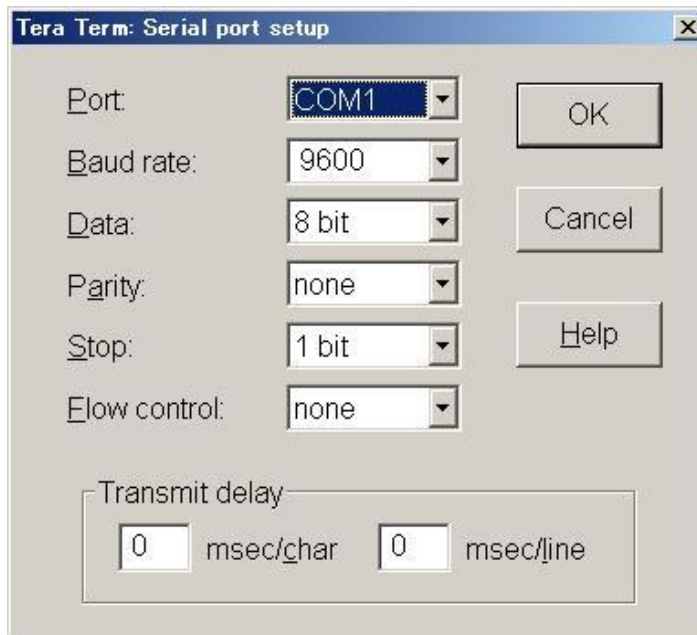 Tera Term: Serial port setup
Port: COM1
OK
Baud rate: 9600
Data: 8 bit
Cancel
Parity: none
Stop: 1 bit
Help
Flow control: none
Transmit delay
0 msec/char 0 msec/line